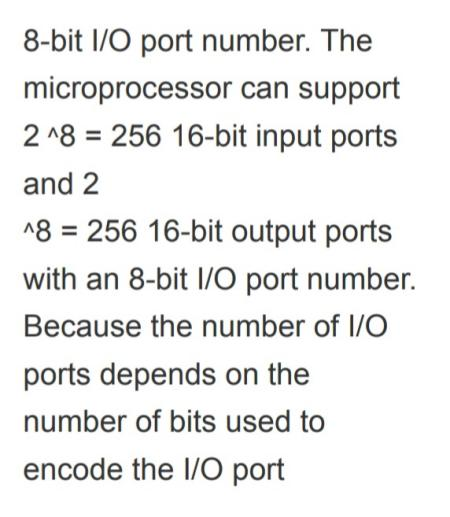 8-bit I/O port number. The
microprocessor can support
2 ^8 = 256 16-bit input ports
and 2
^8 = 256 16-bit output ports
with an 8-bit I/O port number.
Because the number of I/O
ports depends on the
number of bits used to
encode the I/O port